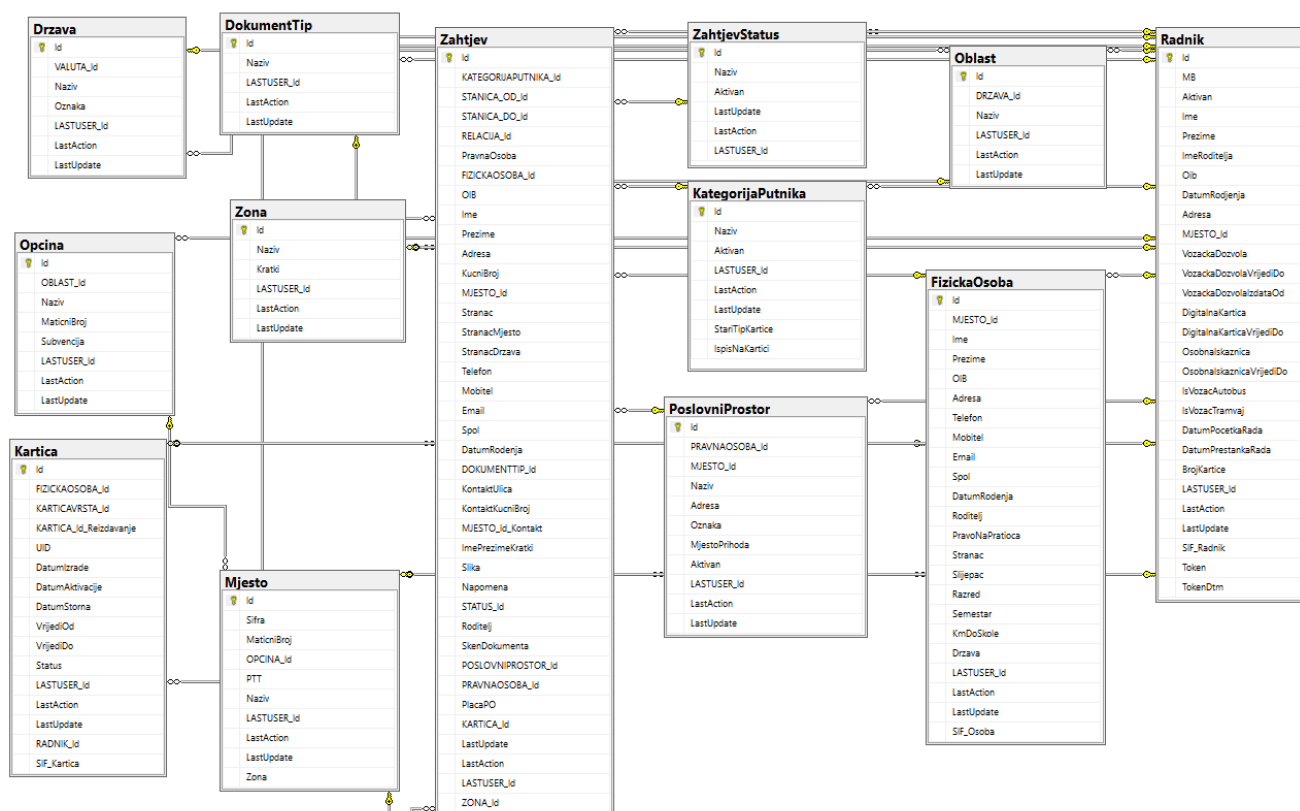 Drzava
Id
VALUTA_Id
Naziv
Oznaka
LASTUSER_Id
LastAction
LastUpdate
DokumentTip
Id
Naziv
LASTUSER_Id
LastAction
LastUpdate
Zona
Id
Naziv
Kratki
LASTUSER_Id
LastAction
LastUpdate
Opcina
Id
OBLAST_Id
Naziv
MaticniBroj
Subvencija
LASTUSER_Id
LastAction
LastUpdate
Kartica
Id
FIZICKAOSOBA_Id
KARTICAVRSTA_Id
KARTICA_Id_Reizdavanje
UID
DatumIzrade
DatumAktivacije
DatumStorna
VrijediOd
VrijediDo
Status
LASTUSER_Id
LastAction
LastUpdate
RADNIK_Id
SIF_Kartica
Mjesto
Id
Sifra
MaticniBroj
OPCINA_Id
PTT
Naziv
LASTUSER_Id
LastAction
LastUpdate
Zona
Zahtjev
Id
KATEGORIJAPUTNIKA_Id
STANICA_OD_Id
STANICA_DO_Id
RELACIJA_Id
PravnaOsoba
FIZICKAOSOBA_Id
OIB
Ime
Prezime
Adresa
KucniBroj
MJESTO_Id
Stranac
StranacMjesto
StranacDrzava
Telefon
Mobitel
Email
Spol
DatumRodenja
DOKUMENTTIP_Id
KontaktUlica
KontaktKucniBroj
MJESTO_Id_Kontakt
ImePrezimeKratki
Slika
Napomena
STATUS_Id
Roditelj
SkenDokumenta
POSLOVNIPROSTOR_Id
PRAVNAOSOBA_Id
PlacaPO
KARTICA_Id
LastUpdate
LastAction
LASTUSER_Id
ZONA_Id
ZahtjevStatus
Id
Naziv
Aktivan
LastUpdate
LastAction
LASTUSER_Id
KategorijaPutnika
Id
Naziv
Aktivan
LASTUSER_Id
LastAction
LastUpdate
StariTipKartice
IspisNaKartici
PoslovniProstor
Id
PRAVNAOSOBA_Id
MJESTO_Id
Naziv
Adresa
Oznaka
MjestoPrihoda
Aktivan
LASTUSER_Id
LastAction
LastUpdate
Oblast
Id
DRZAVA_Id
Naziv
LASTUSER_Id
LastAction
LastUpdate
FizickaOsoba
Id
MJESTO_Id
Ime
Prezime
OIB
Adresa
Telefon
Mobitel
Email
Spol
DatumRodenja
Roditelj
PravoNaPratioca
Stranac
Slijepac
Razred
Semestar
KmDoSkole
Drzava
LASTUSER_Id
LastAction
LastUpdate
SIF_Osoba
Radnik
Id
MB
Aktivan
Ime
Prezime
ImeRoditelja
Oib
DatumRodjenja
Adresa
MJESTO_Id
VozackaDozvola
VozackaDozvolaVrijediDo
VozackaDozvolaIzdataOd
DigitalnaKartica
DigitalnaKarticaVrijediDo
OsobnaIskaznica
OsobnaIskaznicaVrijediDo
IsVozacAutobus
IsVozacTramvaj
DatumPocetkaRada
DatumPrestankaRada
BrojKartice
LASTUSER_Id
LastAction
LastUpdate
SIF_Radnik
Token
TokenDtm